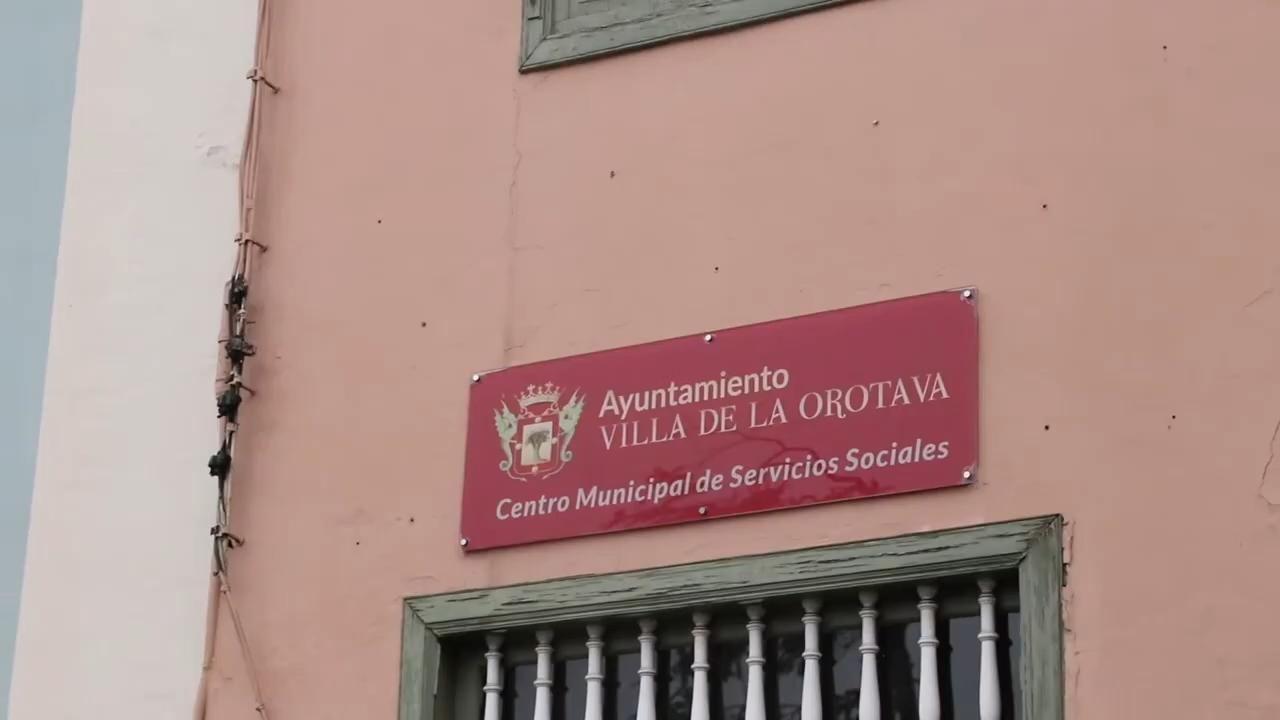 Ayuntamiento
VILLA DE LA OROTAVA
Centro Municipal de Servicios Sociales